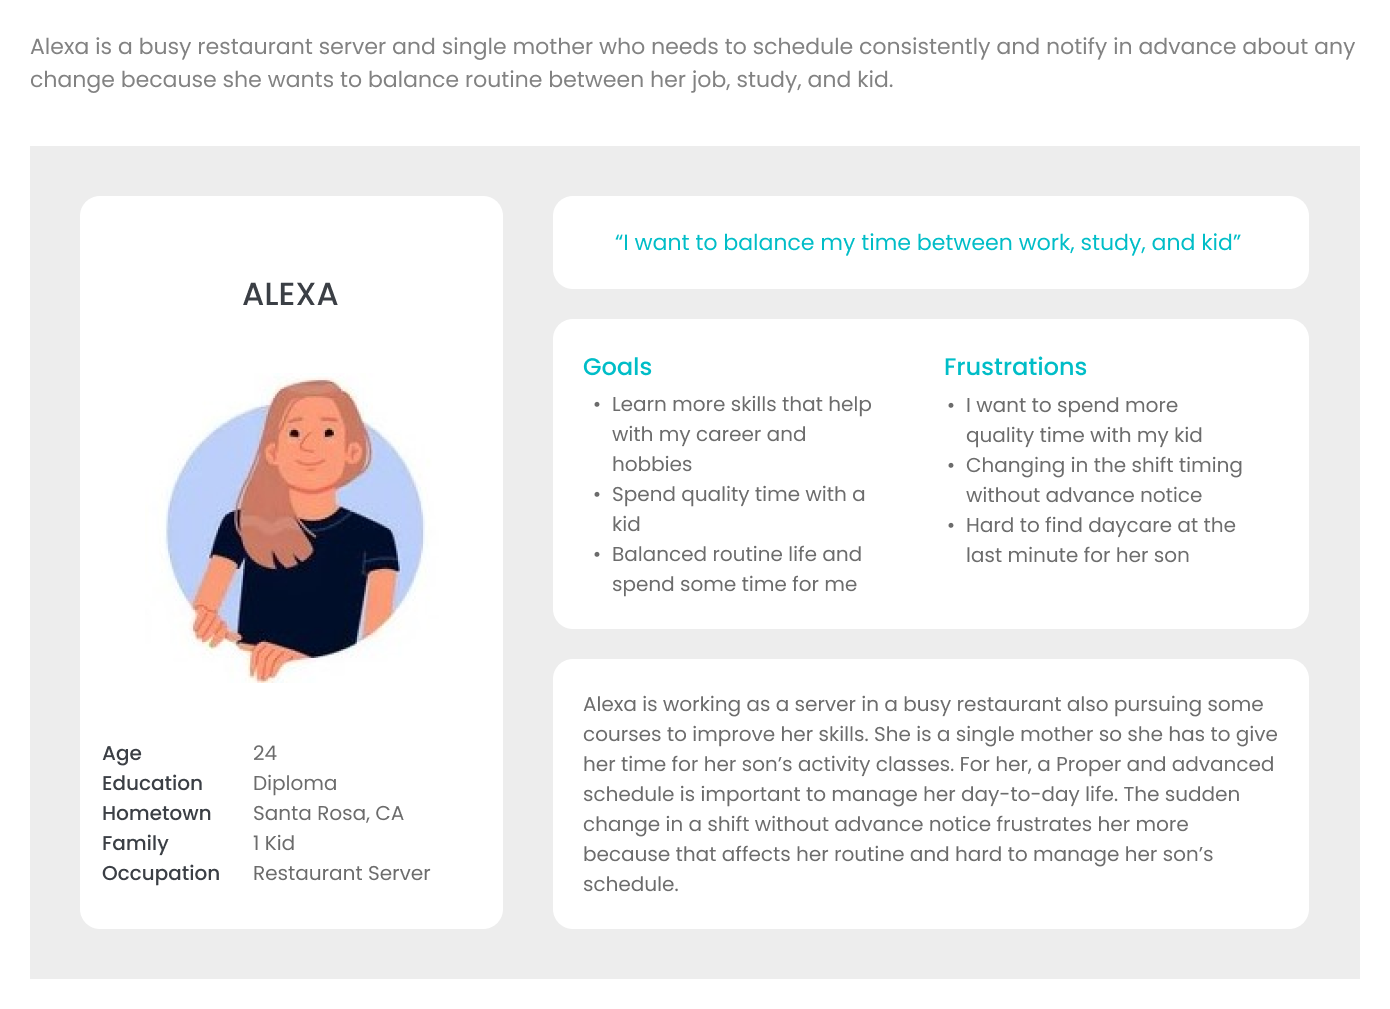 Alexa is a busy restaurant server and single mother who needs to schedule consistently and notify in advance about any
change because she wants to balance routine between her job, study, and kid.
ALEXA
Age 24
Education Diploma
Hometown Santa Rosa, CA
Family 1 Kid
Occupation Restaurant Server
“I want to balance my time between work, study, and kid”
Goals
• Learn more skills that help
with my career and
hobbies
• Spend quality time with a
kid
• Balanced routine life and
spend some time for me
Frustrations
• I want to spend more
quality time with my kid
• Changing in the shift timing
without advance notice
• Hard to find daycare at the
last minute for her son
Alexa is working as a server in a busy restaurant also pursuing some
courses to improve her skills. She is a single mother so she has to give
her time for her son’s activity classes. For her, a Proper and advanced
schedule is important to manage her day-to-day life. The sudden
change in a shift without advance notice frustrates her more
because that affects her routine and hard to manage her son’s
schedule.